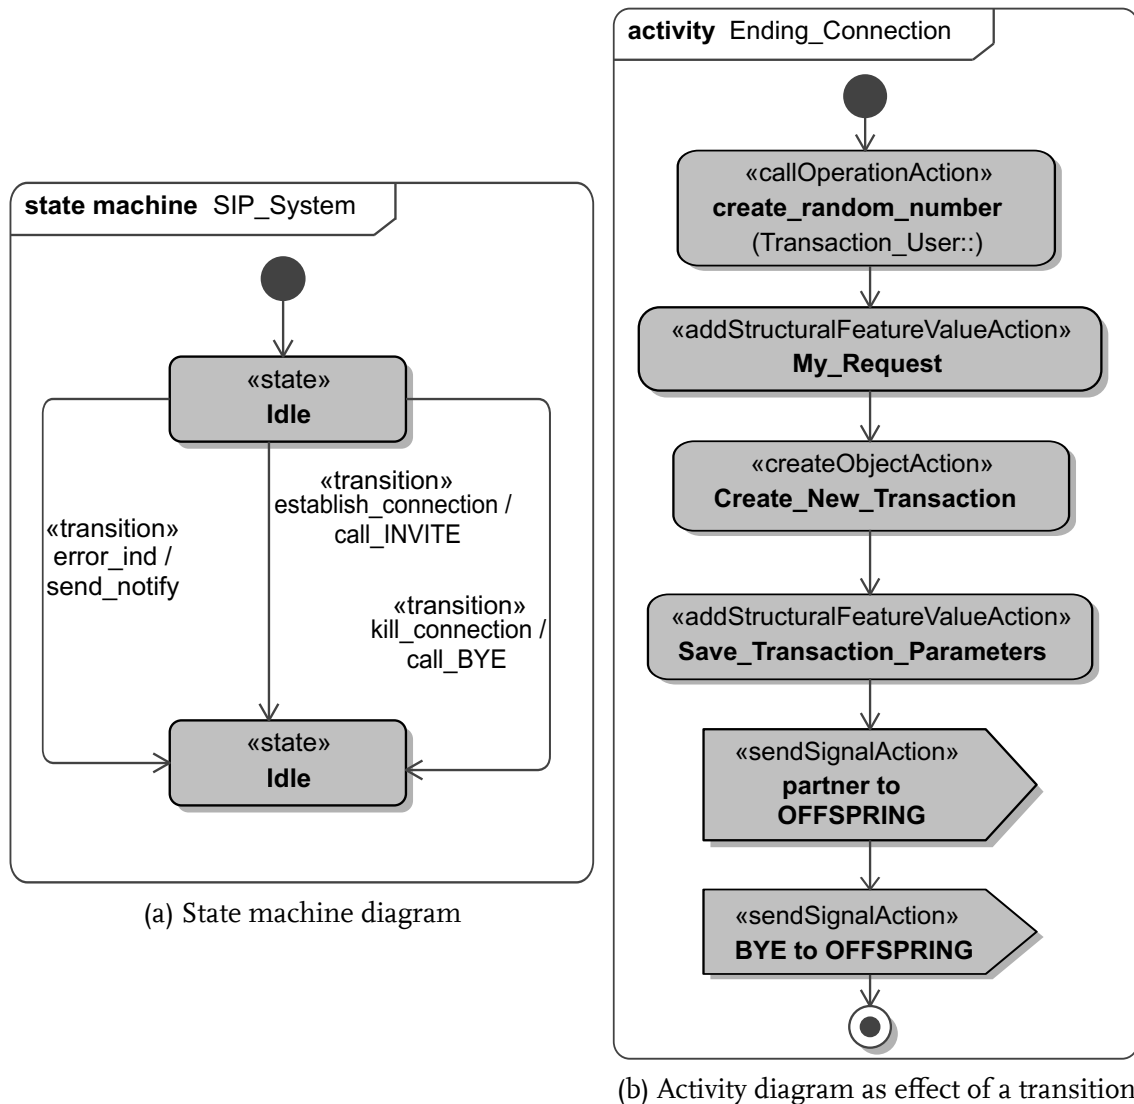 state machine SIP_System
«state»
Idle
«transition»
error_ind /
send_notify
«transition»
establish_connection /
call_INVITE
«transition»
kill_connection /
call_BYE
«state»
Idle
(a) State machine diagram
activity Ending_Connection
«callOperationAction»
create_random_number
(Transaction_User::)
«addStructuralFeatureValueAction»
My_Request
«createObjectAction»
Create_New_Transaction
«addStructuralFeatureValueAction»
Save_Transaction_Parameters
«sendSignalAction»
partner to
OFFSPRING
«sendSignalAction»
BYE to OFFSPRING
(b) Activity diagram as effect of a transition